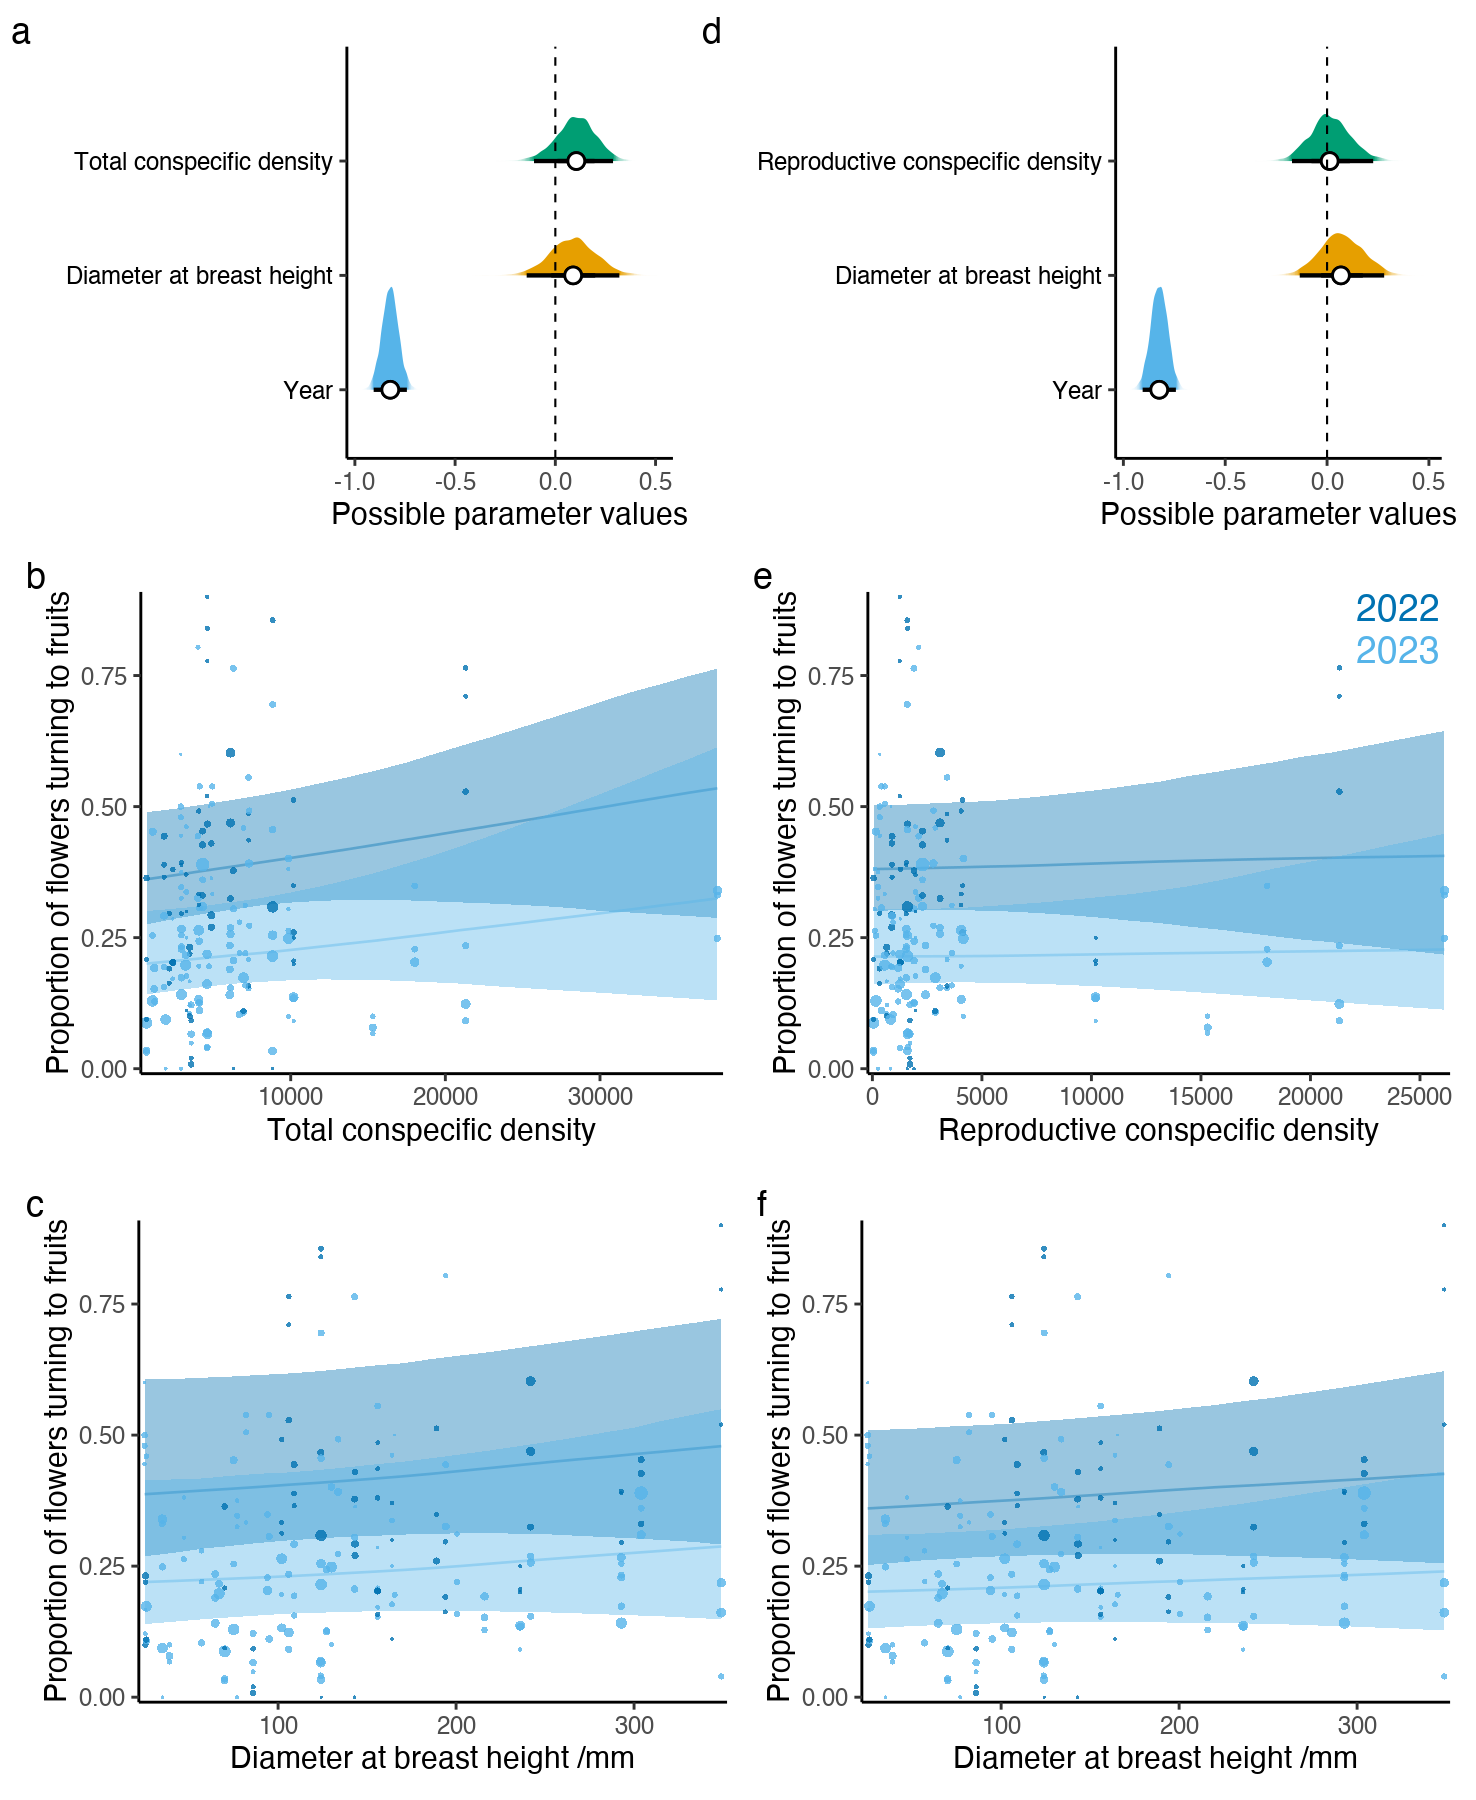 a
Total conspecific density
Diameter at breast height
Year
-1.0 -0.5 0.0 0.5
Possible parameter values
d
Reproductive conspecific density
Diameter at breast height
Year
-1.0 -0.5 0.0 0.5
Possible parameter values
b
Proportion of flowers turning to fruits
0.75
0.50
0.25
0.00
10000 20000 30000
Total conspecific density
e
Proportion of flowers turning to fruits
2022
2023
0.75
0.50
0.25
0.00
0 5000 10000 15000 20000 25000
Reproductive conspecific density
c
Proportion of flowers turning to fruits
0.75
0.50
0.25
0.00
100 200 300
Diameter at breast height /mm
f
Proportion of flowers turning to fruits
0.75
0.50
0.25
0.00
100 200 300
Diameter at breast height /mm